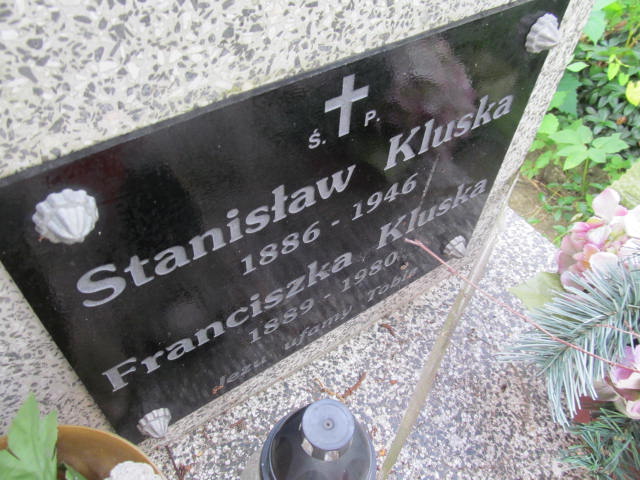 Ś. P.
Stanisław Kluska
1886 - 1946
Franciszka Kluska
1889 - 1980
Jezu ufamy Tobie